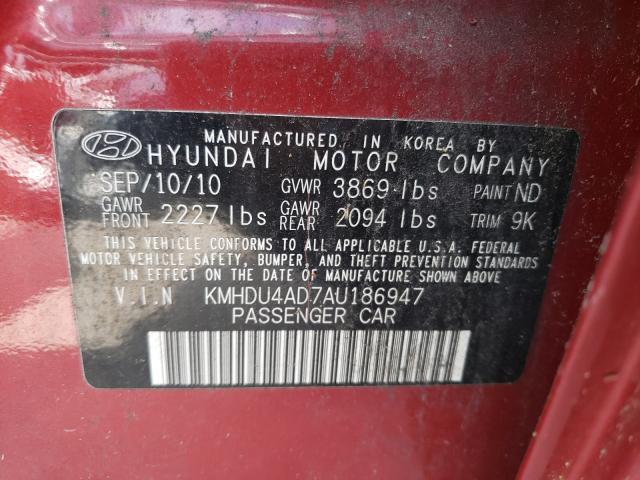 MANUFACTURED IN KOREA BY
HYUNDAI MOTOR COMPANY
SEP/10/10 GVWR 3869 lbs PAINT ND
GAWR FRONT 2227 lbs GAWR REAR 2094 lbs TRIM 9K
THIS VEHICLE CONFORMS TO ALL APPLICABLE U.S.A. FEDERAL
MOTOR VEHICLE SAFETY, BUMPER, AND THEFT PREVENTION STANDARDS
IN EFFECT ON THE DATE OF MANUFACTURE SHOWN ABOVE.
V.I.N KMHDU4AD7AU186947
PASSENGER CAR